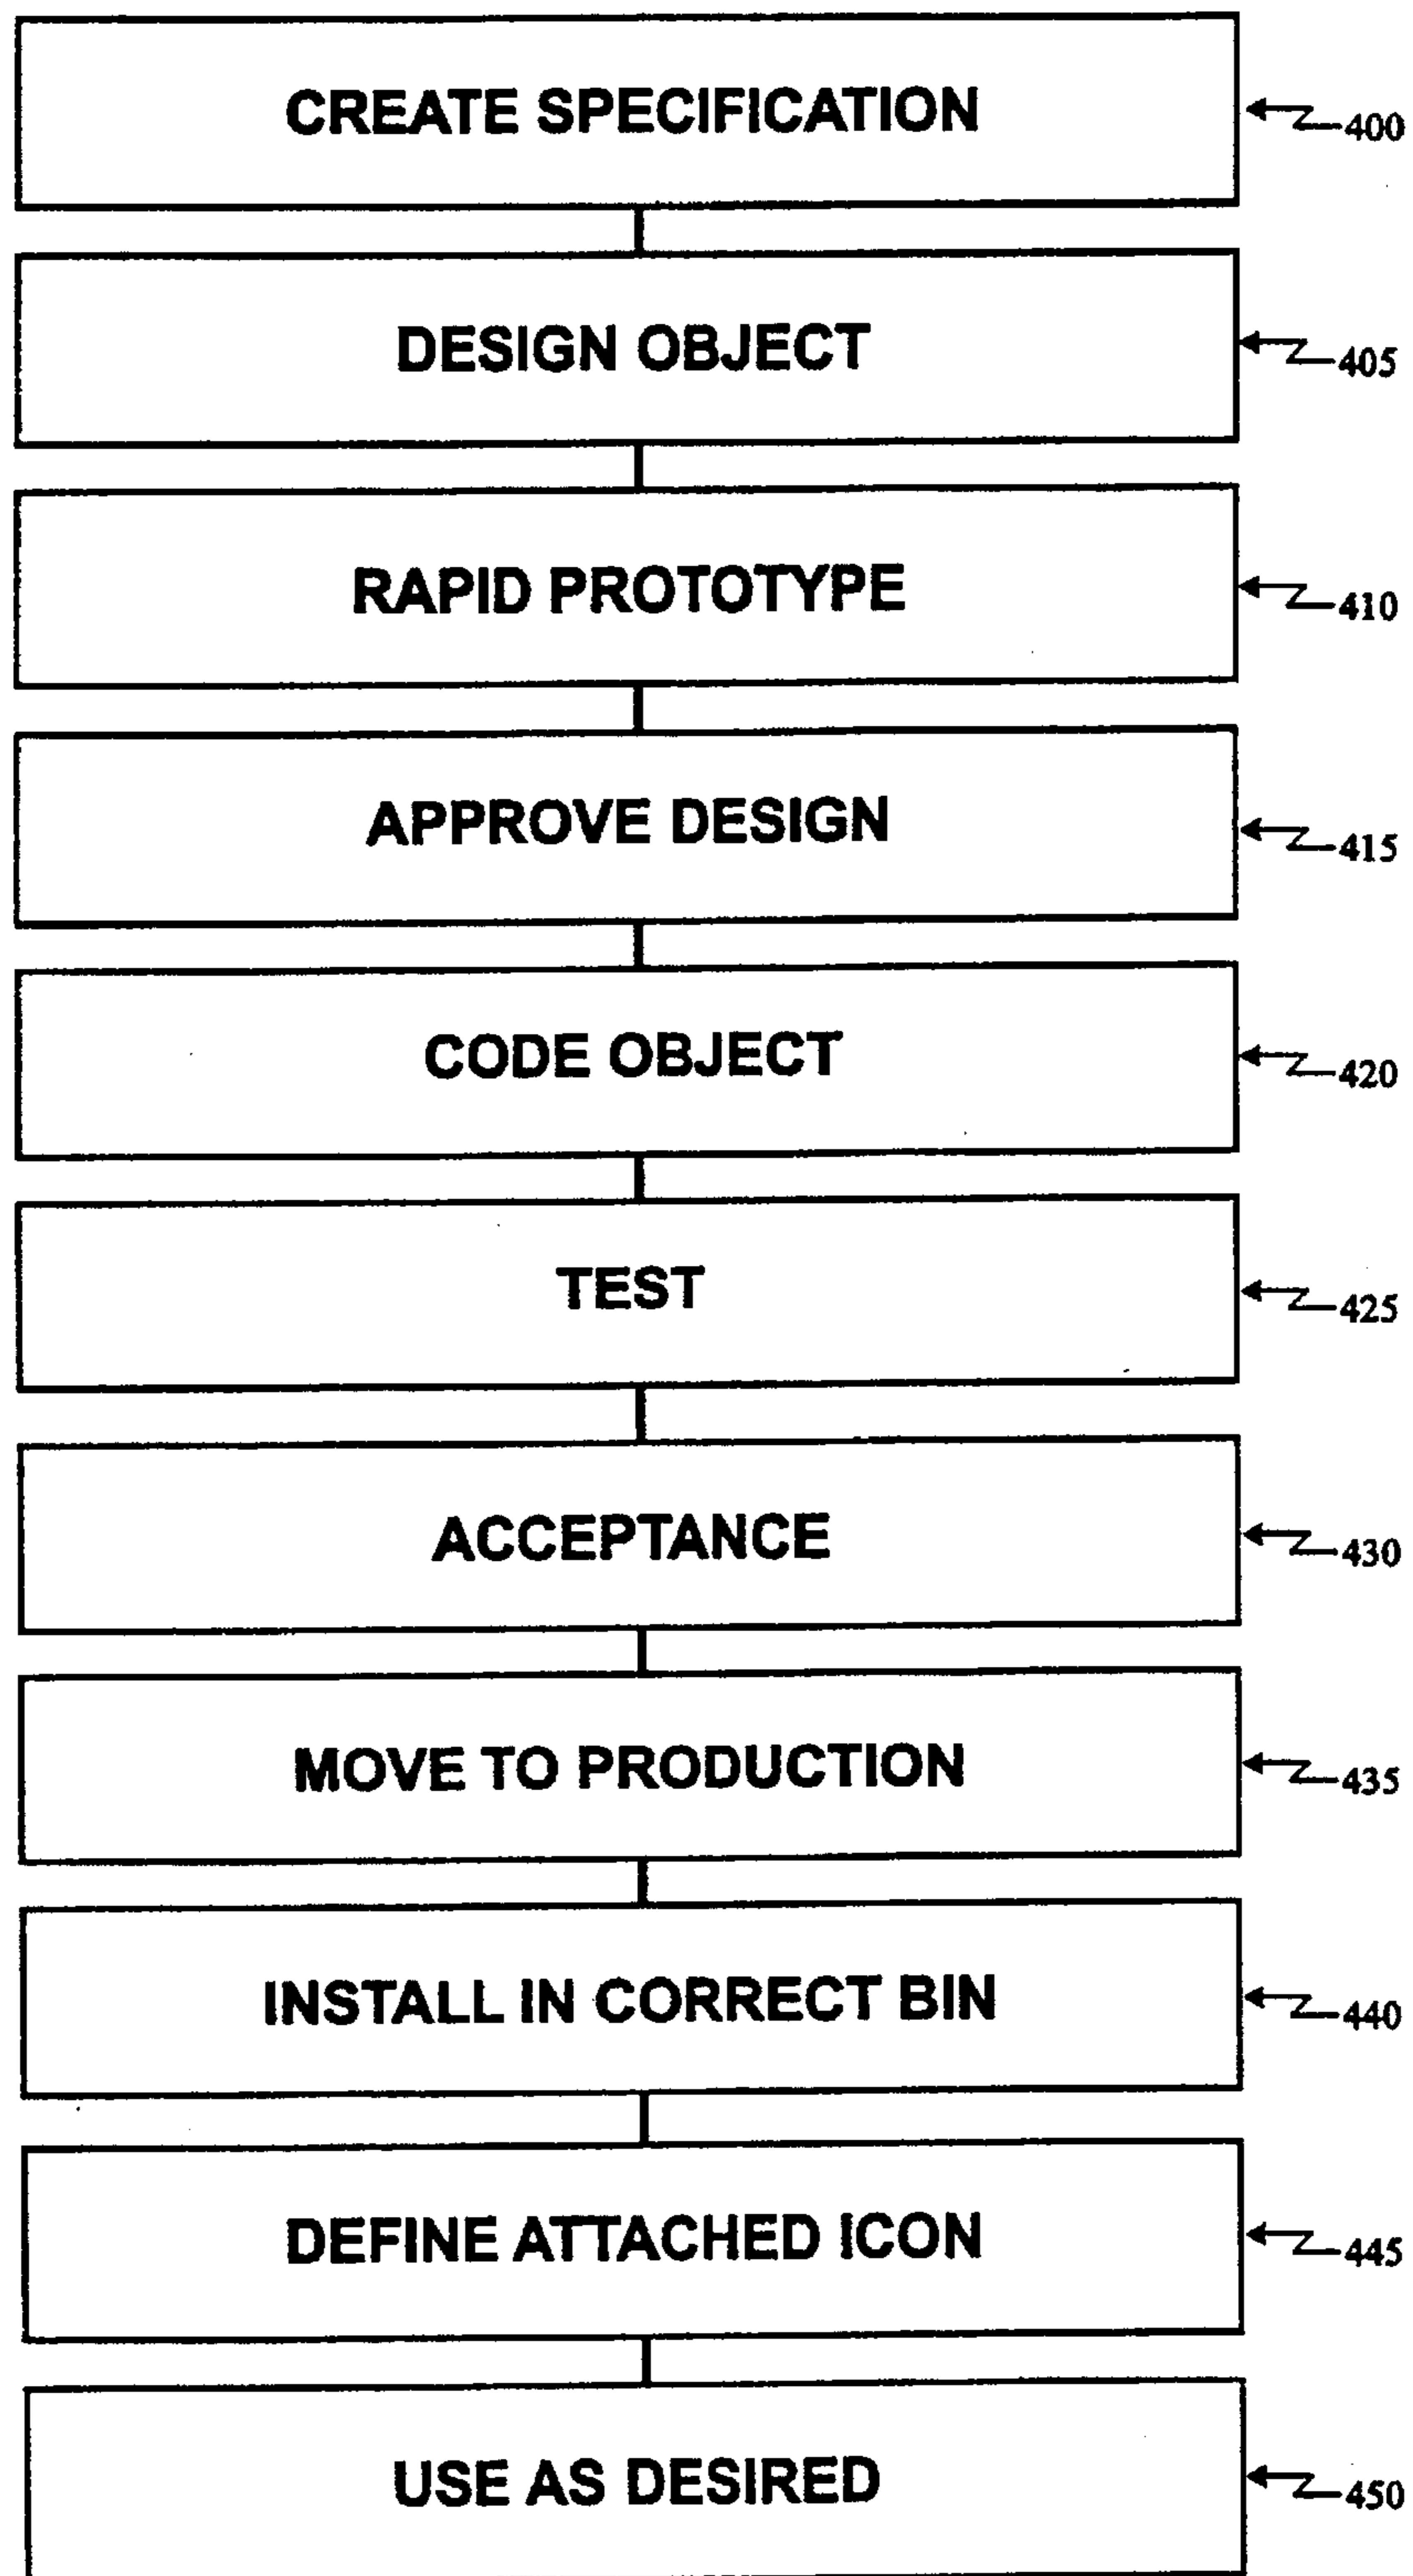 CREATE SPECIFICATION 400
DESIGN OBJECT 405
RAPID PROTOTYPE 410
APPROVE DESIGN 415
CODE OBJECT 420
TEST 425
ACCEPTANCE 430
MOVE TO PRODUCTION 435
INSTALL IN CORRECT BIN 440
DEFINE ATTACHED ICON 445
USE AS DESIRED 450